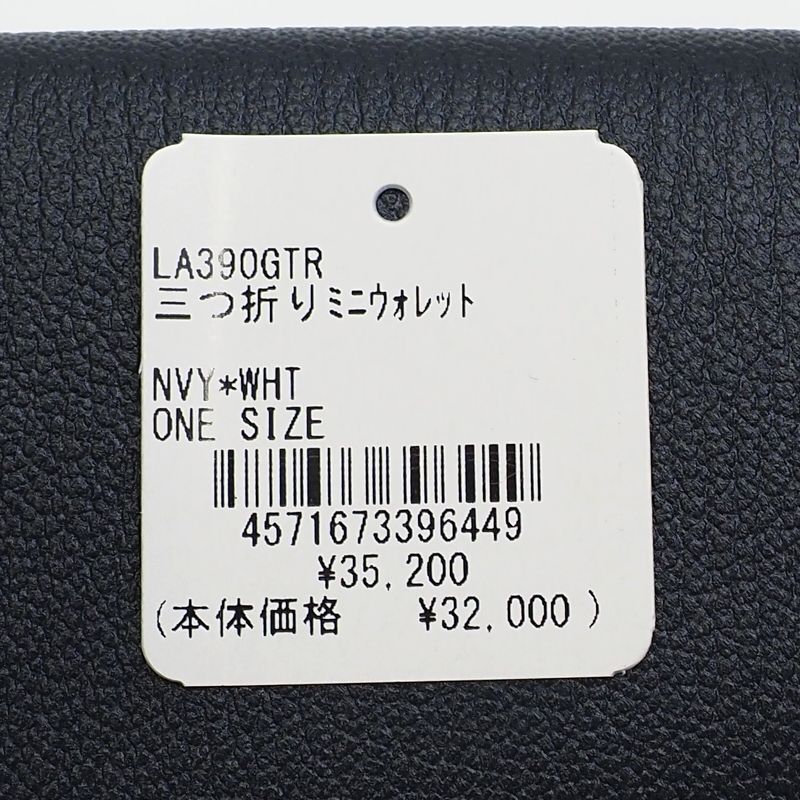 LA390GTR
三つ折りミニウォレット
NVY*WHT
ONE SIZE
4571673396449
¥35,200
(本体価格 ¥32,000)